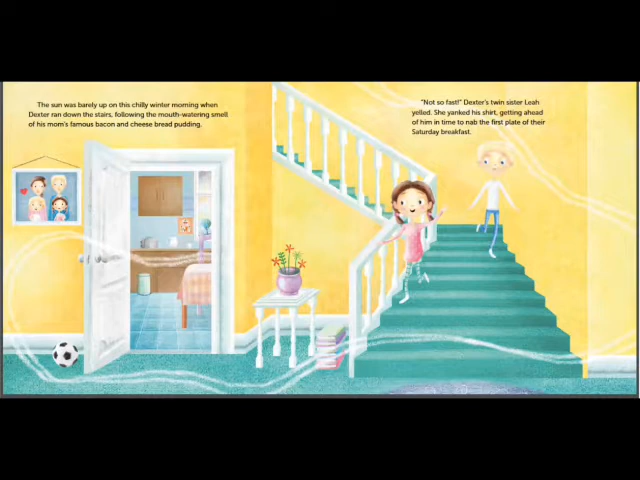 The sun was barely up on this chilly winter morning when
Dexter ran down the stairs, following the mouth-watering smell
of his mom's famous bacon and cheese bread pudding.
"Not so fast!" Dexter's twin sister Leah
yelled. She yanked his shirt, getting ahead
of him in time to nab the first plate of their
Saturday breakfast.